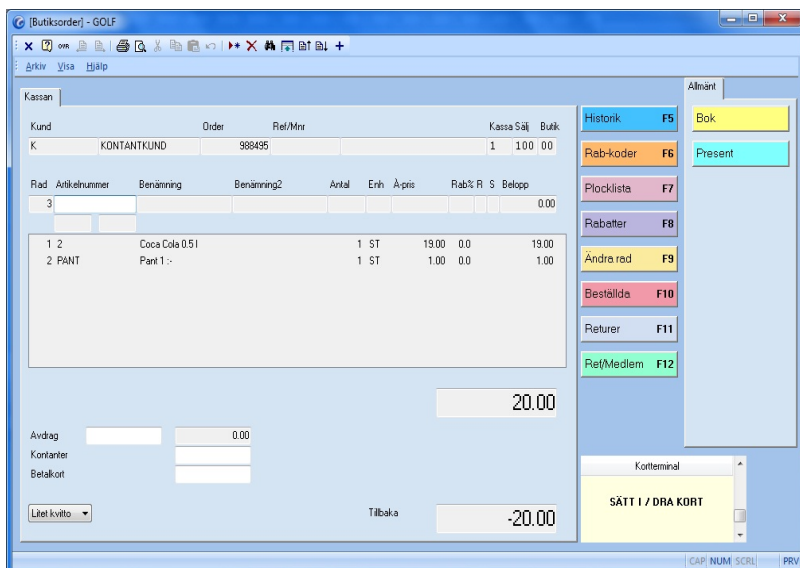 [Butiksorder] - GOLF
OVR
Arkiv Visa Hjälp
Kassan
Allmänt
Kund Order Ref/Mnr Kassa Sälj Butik
K KONTANTKUND 988495 1 100 00
Rad Artikelnummer Benämning Benämning2 Antal Enh À-pris Rab% R S Belopp
3 0.00
1 2 Coca Cola 0.5 l 1 ST 19.00 0.0 19.00
2 PANT Pant 1 :- 1 ST 1.00 0.0 1.00
20.00
Avdrag 0.00
Kontanter
Betalkort
Litet kvitto
Tillbaka -20.00
Historik F5
Rab-koder F6
Plocklista F7
Rabatter F8
Ändra rad F9
Beställda F10
Returer F11
Ref/Medlem F12
Bok
Present
Kortterminal
SÄTT I / DRA KORT
CAP NUM SCRL PRV